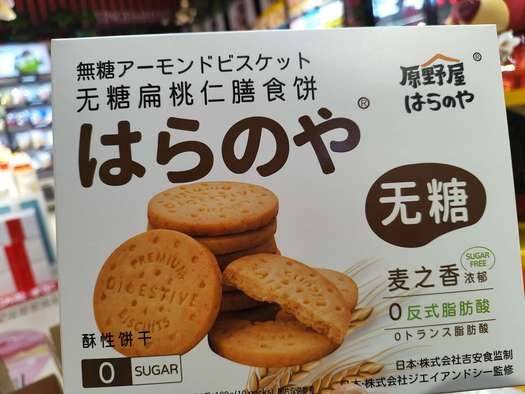 無糖アーモンドビスケット
无糖扁桃仁膳食饼
はらのや®
原野屋®
はらのや
无糖
SUGAR
FREE
麦之香浓郁
0反式脂肪酸
0トランス脂肪酸
PREMIUM
DIGESTIVE
酥性饼干
0 SUGAR
日本·株式会社吉安食监制
日本·株式会社ジエイアンドシー監修